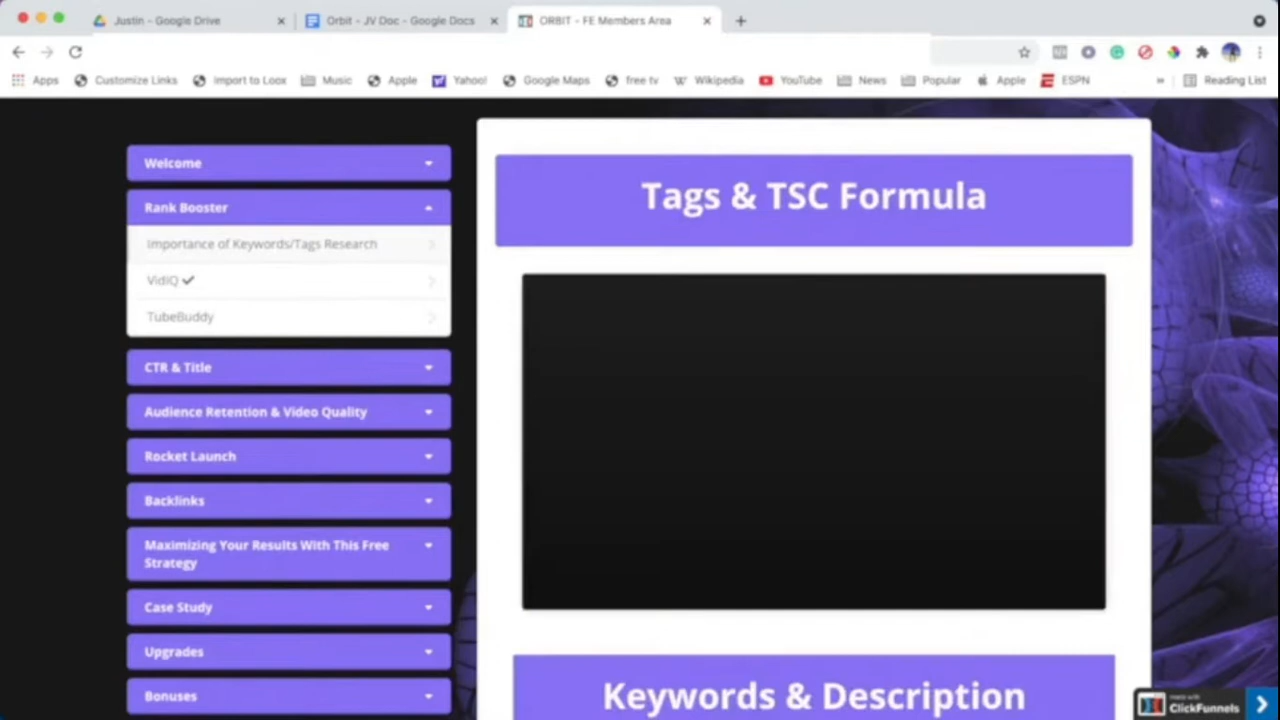 Justin - Google Drive
Orbit - JV Doc - Google Docs
ORBIT - FE Members Area
Apps
Customize Links
Import to Loox
Music
Apple
Yahoo!
Google Maps
free tv
Wikipedia
YouTube
News
Popular
Apple
ESPN
Reading List
Welcome
Rank Booster
Importance of Keywords/Tags Research
VidIQ
TubeBuddy
CTR & Title
Audience Retention & Video Quality
Rocket Launch
Backlinks
Maximizing Your Results With This Free
Strategy
Case Study
Upgrades
Bonuses
Tags & TSC Formula
Keywords & Description
made with
ClickFunnels